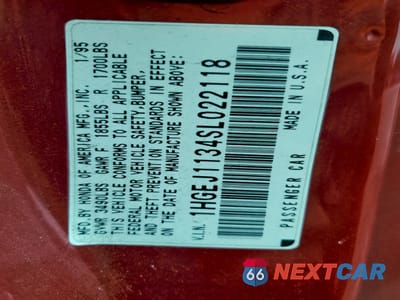 MFD. BY HONDA OF AMERICA MFG., INC. 1/95
GVWR 3490LBS GAWR F 1851LBS R 1700LBS
THIS VEHICLE CONFORMS TO ALL APPLICABLE
FEDERAL MOTOR VEHICLE SAFETY, BUMPER,
AND THEFT PREVENTION STANDARDS IN EFFECT
ON THE DATE OF MANUFACTURE SHOWN ABOVE.
V.I.N.: 1HGEJ1134SL022118
PASSENGER CAR MADE IN U.S.A.
66 NEXTCAR